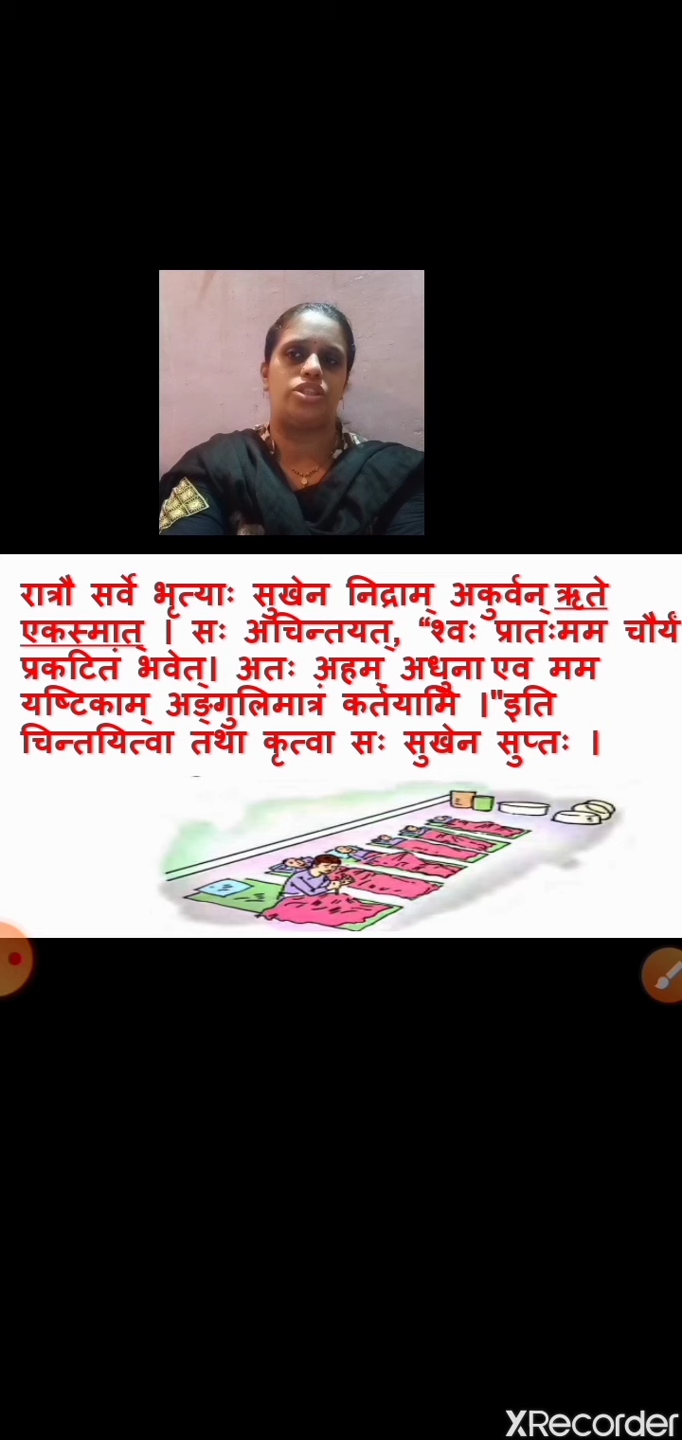 रात्रौ सर्वे भृत्याः सुखेन निद्राम् अकुर्वन् ऋते
एकस्मात् | सः अचिन्तयत्, “श्वः प्रातःमम चौर्यं
प्रकटितं भवेत्। अतः अहम् अधुना एव मम
यष्टिकाम् अङ्गुलिमात्रं कर्तयामि |"इति
चिन्तयित्वा तथा कृत्वा सः सुखेन सुप्तः |
XRecorder